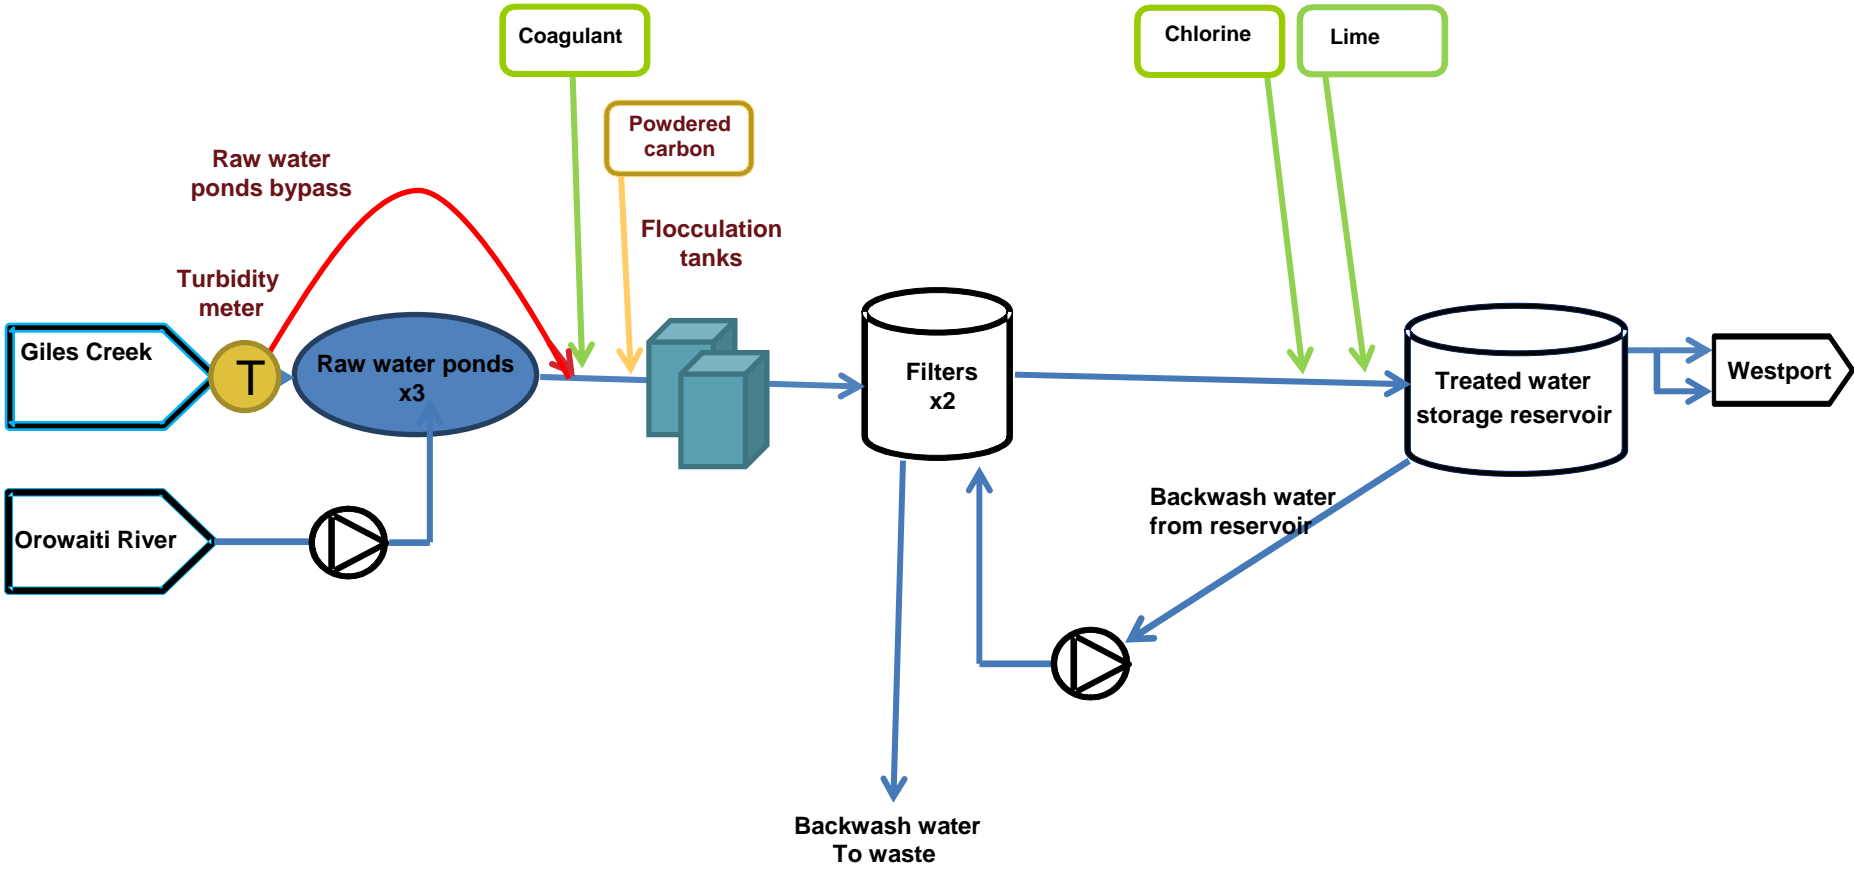 Coagulant
Chlorine
Lime
Powdered
carbon
Raw water
ponds bypass
Flocculation
tanks
Turbidity
meter
Giles Creek
T
Raw water ponds
x3
Filters
x2
Treated water
storage reservoir
Westport
Orowaiti River
Backwash water
from reservoir
Backwash water
To waste